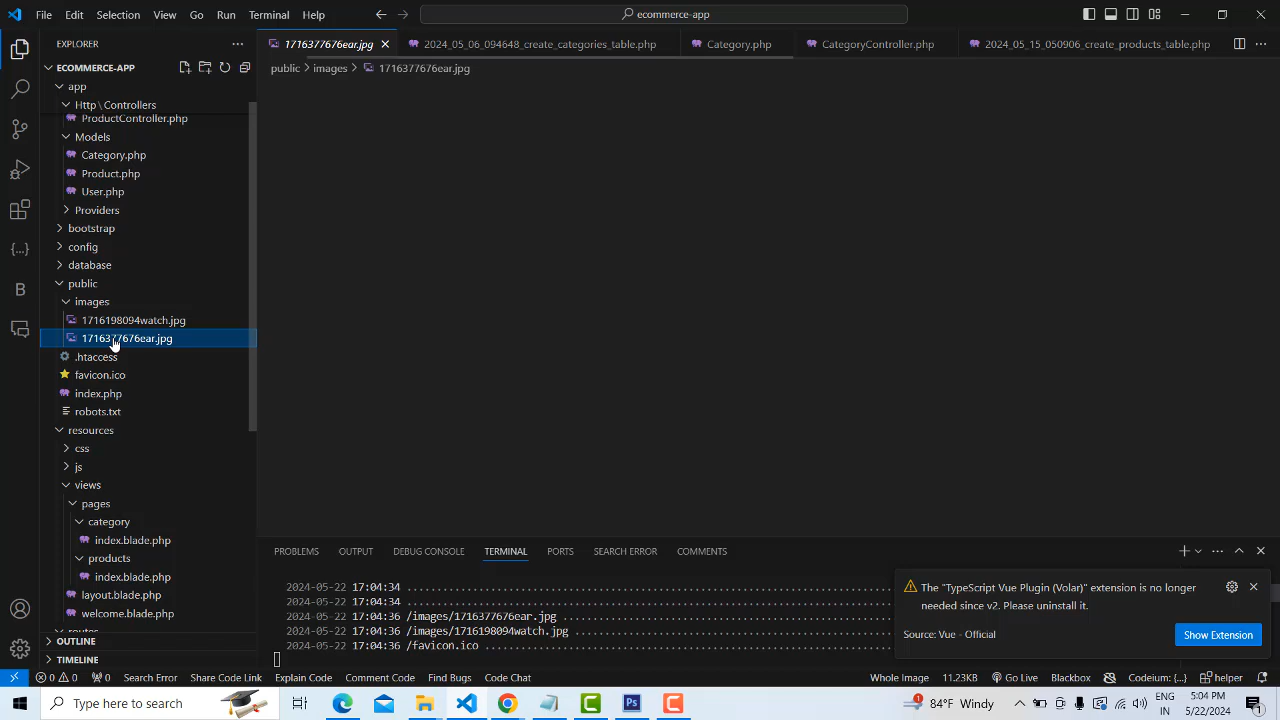 File Edit Selection View Go Run Terminal Help
ecommerce-app
EXPLORER
ECOMMERCE-APP
app
Http\Controllers
ProductController.php
Models
Category.php
Product.php
User.php
Providers
bootstrap
config
database
public
images
1716198094watch.jpg
1716377676ear.jpg
.htaccess
favicon.ico
index.php
robots.txt
resources
css
js
views
pages
category
index.blade.php
products
index.blade.php
layout.blade.php
welcome.blade.php
OUTLINE
TIMELINE
1716377676ear.jpg 2024_05_06_094648_create_categories_table.php Category.php CategoryController.php 2024_05_15_050906_create_products_table.php
public > images > 1716377676ear.jpg
PROBLEMS OUTPUT DEBUG CONSOLE TERMINAL PORTS SEARCH ERROR COMMENTS
2024-05-22 17:04:34
2024-05-22 17:04:34
2024-05-22 17:04:36 /images/1716377676ear.jpg
2024-05-22 17:04:36 /images/1716198094watch.jpg
2024-05-22 17:04:36 /favicon.ico
The "TypeScript Vue Plugin (Volar)" extension is no longer
needed since v2. Please uninstall it.
Source: Vue - Official
Show Extension
0 0 0 Search Error Share Code Link Explain Code Comment Code Find Bugs Code Chat Whole Image 11.23KB Go Live Blackbox Codeium: {...} helper
Type here to search
84°F Windy
ENG
IN
5:04 PM
5/22/2024
1